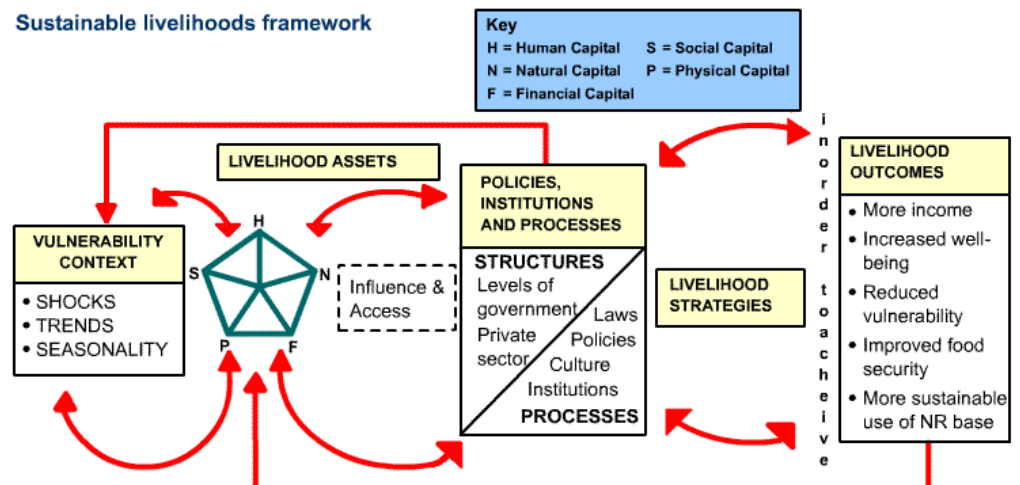 Sustainable livelihoods framework
Key
H = Human Capital S = Social Capital
N = Natural Capital P = Physical Capital
F = Financial Capital
LIVELIHOOD ASSETS
VULNERABILITY
CONTEXT
• SHOCKS
• TRENDS
• SEASONALITY
H
S
N
P
F
Influence &
Access
POLICIES,
INSTITUTIONS
AND PROCESSES
STRUCTURES
Levels of
government
Private
sector
Laws
Policies
Culture
Institutions
PROCESSES
LIVELIHOOD
STRATEGIES
inorder toacheive
LIVELIHOOD
OUTCOMES
• More income
• Increased well-
being
• Reduced
vulnerability
• Improved food
security
• More sustainable
use of NR base